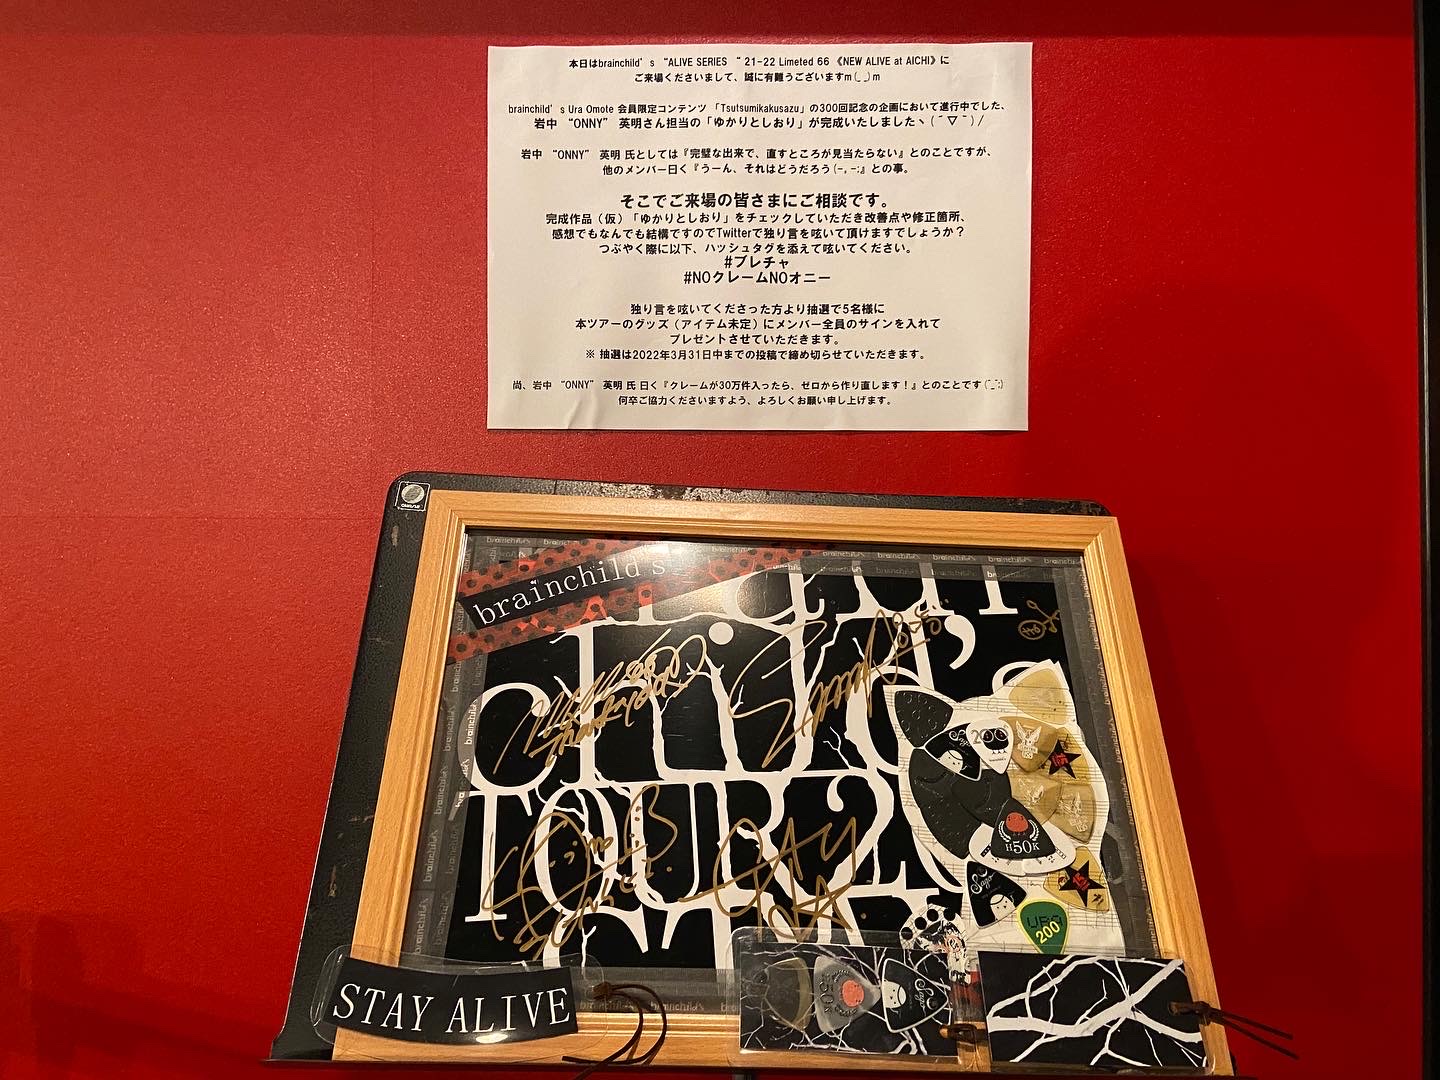 本日はbrainchild's “ALIVE SERIES “ 21-22 Limeted 66 《NEW ALIVE at AICHI》に
ご来場くださいまして、誠に有難うございますm(_ _)m
brainchild's Ura Omote 会員限定コンテンツ 「Tsutsumikakusazu」の300回記念の企画において進行中でした、
岩中 “ONNY” 英明さん担当の「ゆかりとしおり」が完成いたしましたヽ(´▽`)/
岩中 “ONNY” 英明 氏としては『完璧な出来で、直すところが見当たらない』とのことですが、
他のメンバー曰く『うーん、それはどうだろう(-,-;』との事。
そこでご来場の皆さまにご相談です。
完成作品（仮）「ゆかりとしおり」をチェックしていただき改善点や修正箇所、
感想でもなんでも結構ですのでTwitterで独り言を呟いて頂けますでしょうか？
つぶやく際に以下、ハッシュタグを添えて呟いてください。
#ブレチャ
#NOクレームNOオニー
独り言を呟いてくださった方より抽選で5名様に
本ツアーのグッズ（アイテム未定）にメンバー全員のサインを入れて
プレゼントさせていただきます。
※ 抽選は2022年3月31日中までの投稿で締め切らせていただきます。
尚、岩中 “ONNY” 英明 氏 曰く『クレームが30万件入ったら、ゼロから作り直します！』とのことです(¯_¯;)
何卒ご協力くださいますよう、よろしくお願い申し上げます。
brainchild's
child's
TOUR
200
H50K
Sago
URO
200
STAY ALIVE
50K
Sago